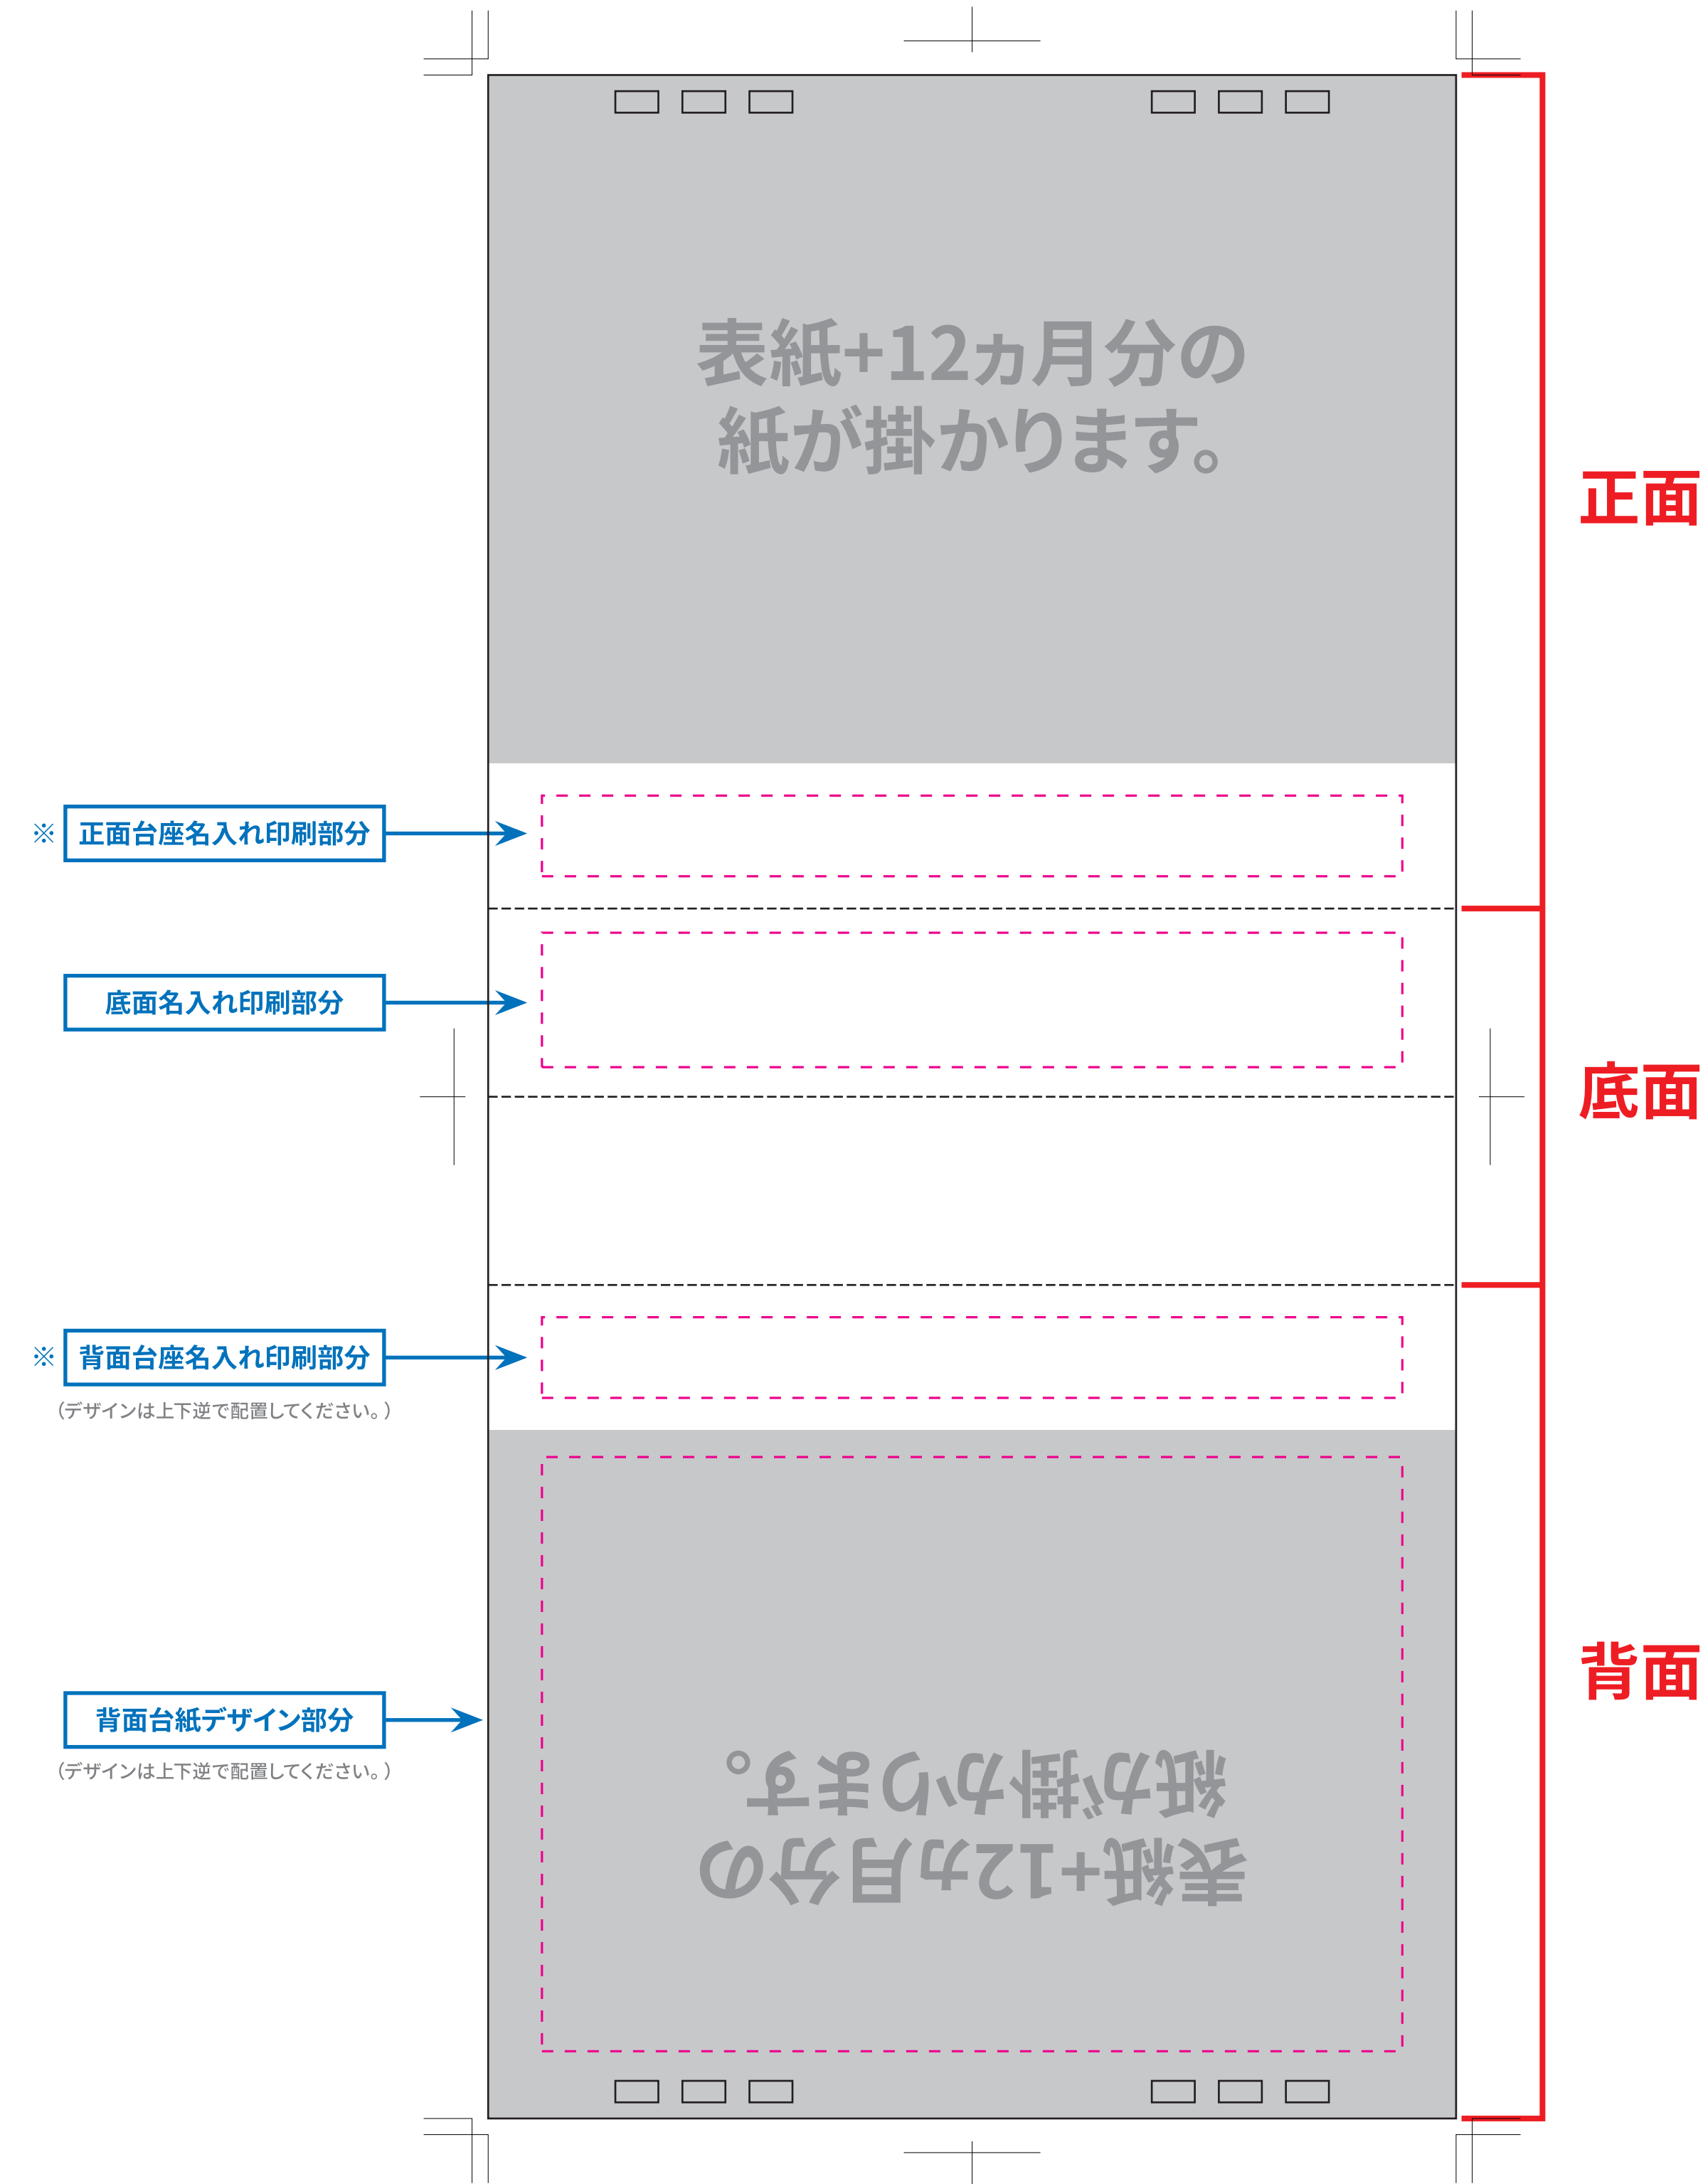 表紙+12ヵ月分の
紙が掛かります。
正面
※ 正面台座名入れ印刷部分
底面名入れ印刷部分
底面
※ 背面台座名入れ印刷部分
（デザインは上下逆で配置してください。）
背面
背面台紙デザイン部分
（デザインは上下逆で配置してください。）
表紙+12ヵ月分の
紙が掛かります。